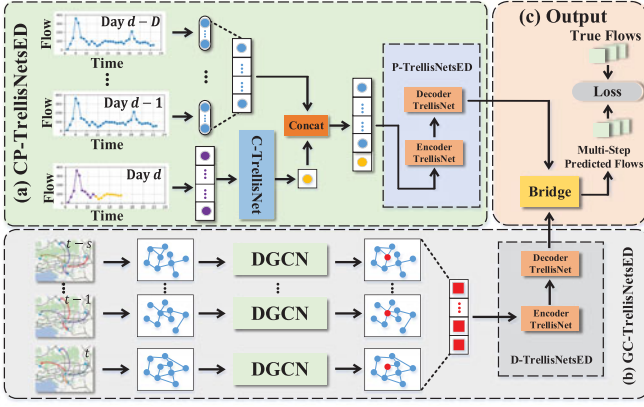 (a) CP-TrellisNetsED
Flow
Day d − D
Time
Flow
Day d − 1
Time
Flow
Day d
Time
C-TrellisNet
Concat
P-TrellisNetsED
Decoder
TrellisNet
Encoder
TrellisNet
(c) Output
True Flows
Loss
Multi-Step
Predicted Flows
Bridge
t − s
DGCN
t−1
DGCN
t
DGCN
Decoder
TrellisNet
Encoder
TrellisNet
D-TrellisNetsED
(b) GC-TrellisNetsED